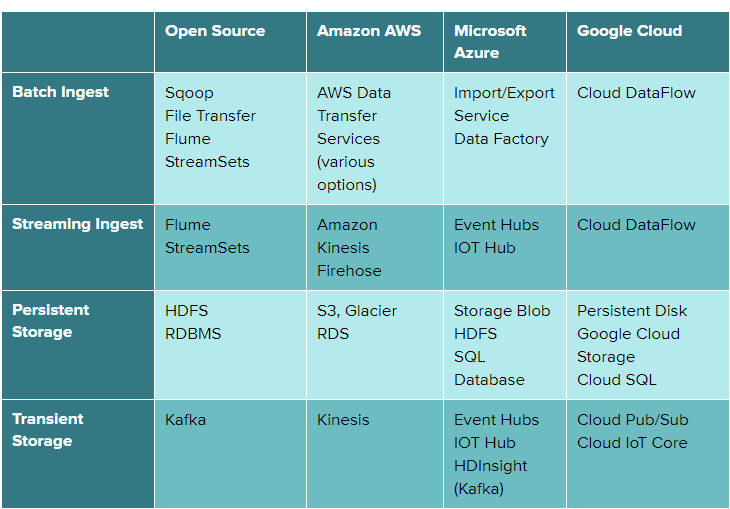 Open Source
Amazon AWS
Microsoft
Azure
Google Cloud
Batch Ingest
Sqoop
File Transfer
Flume
StreamSets
AWS Data
Transfer
Services
(various
options)
Import/Export
Service
Data Factory
Cloud DataFlow
Streaming Ingest
Flume
StreamSets
Amazon
Kinesis
Firehose
Event Hubs
IOT Hub
Cloud DataFlow
Persistent
Storage
HDFS
RDBMS
S3, Glacier
RDS
Storage Blob
HDFS
SQL
Database
Persistent Disk
Google Cloud
Storage
Cloud SQL
Transient
Storage
Kafka
Kinesis
Event Hubs
IOT Hub
HDInsight
(Kafka)
Cloud Pub/Sub
Cloud IoT Core